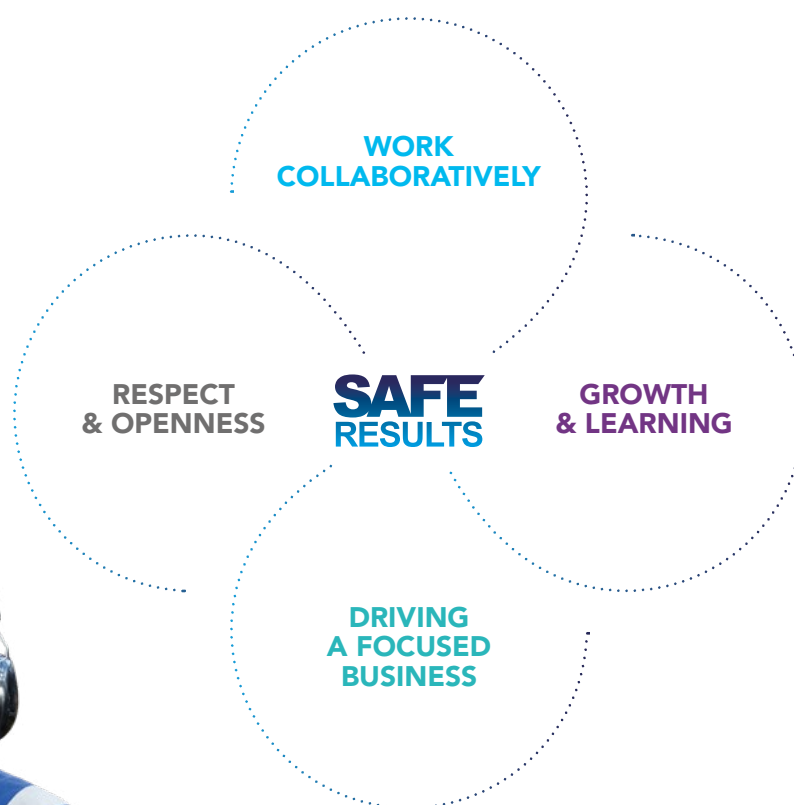 WORK
COLLABORATIVELY
RESPECT
& OPENNESS
SAFE
RESULTS
GROWTH
& LEARNING
DRIVING
A FOCUSED
BUSINESS